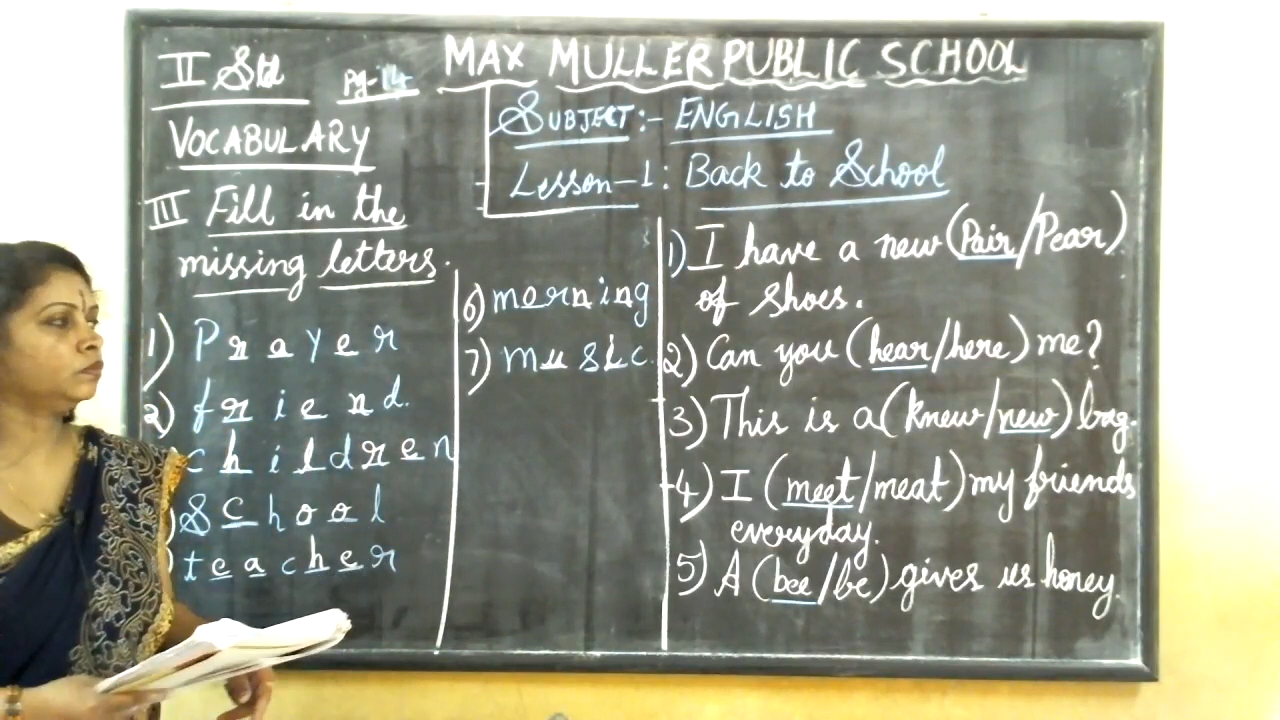 II Std Pg-14 MAX MULLER PUBLIC SCHOOL
SUBJECT:- ENGLISH
Lesson-1: Back to School
VOCABULARY
III Fill in the
missing letters.
1) Prayer
2) friend.
children
) School
) teacher
6) morning
7) music.
1) I have a new (Pair/Pear)
of shoes.
2) Can you (hear/here) me?
3) This is a (knew/new) bag.
4) I (meet/meat) my friends
everyday.
5) A (bee/be) gives us honey.